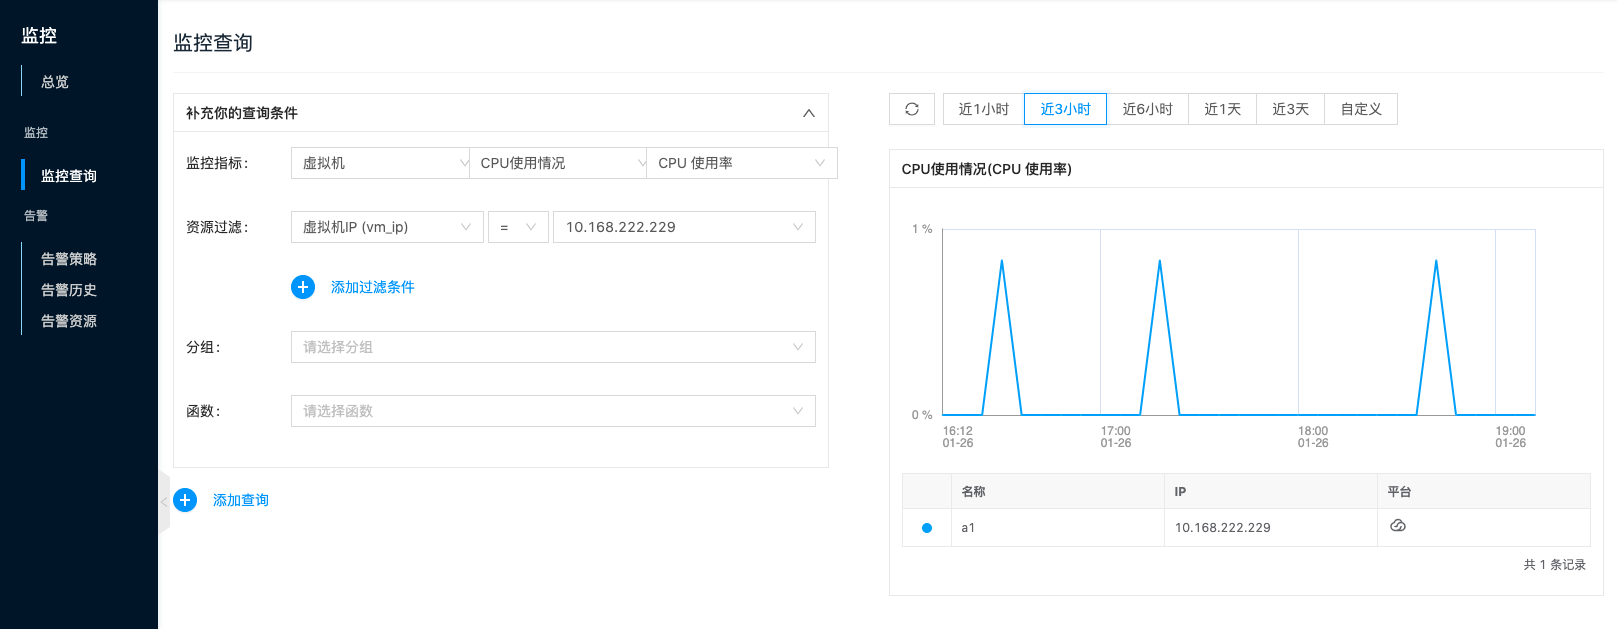 监控
总览
监控
监控查询
告警
告警策略
告警历史
告警资源
监控查询
补充你的查询条件
监控指标：
虚拟机
CPU使用情况
CPU 使用率
资源过滤：
虚拟机IP (vm_ip)
=
10.168.222.229
添加过滤条件
分组：
请选择分组
函数：
请选择函数
添加查询
近1小时
近3小时
近6小时
近1天
近3天
自定义
CPU使用情况(CPU 使用率)
1 %
0 %
16:12
01-26
17:00
01-26
18:00
01-26
19:00
01-26
名称
IP
平台
a1
10.168.222.229
共 1 条记录